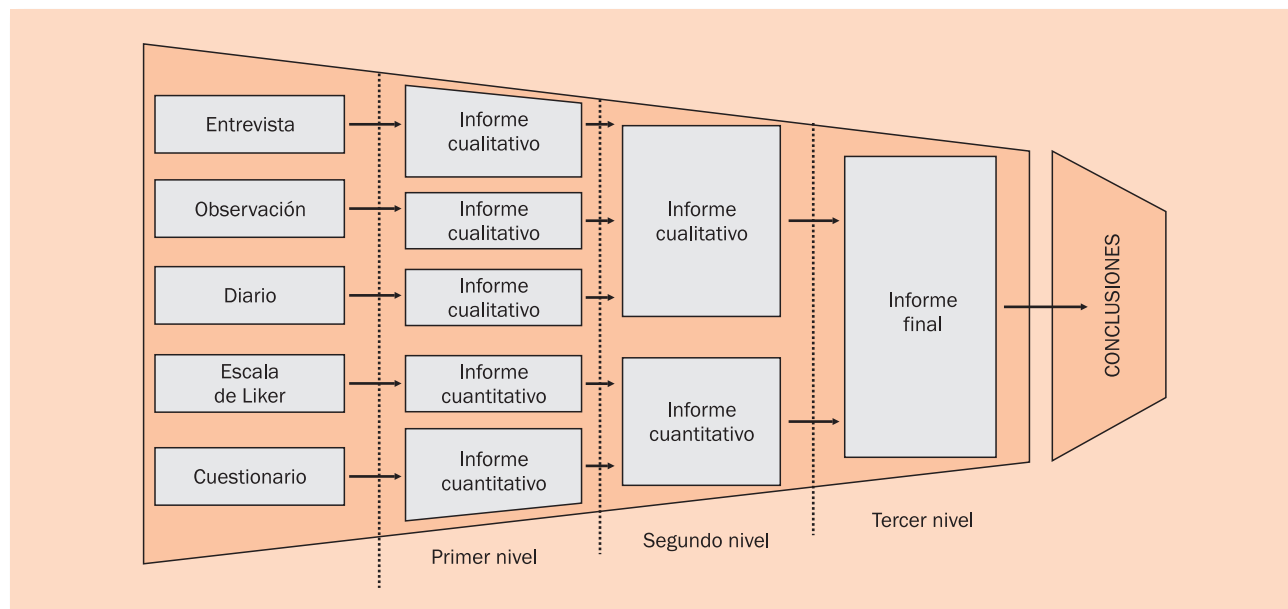 Entrevista
Informe
cualitativo
Observación
Informe
cualitativo
Informe
cualitativo
Diario
Informe
cualitativo
Escala
de Liker
Informe
cuantitativo
Informe
cuantitativo
Cuestionario
Informe
cuantitativo
Informe
final
CONCLUSIONES
Primer nivel
Segundo nivel
Tercer nivel